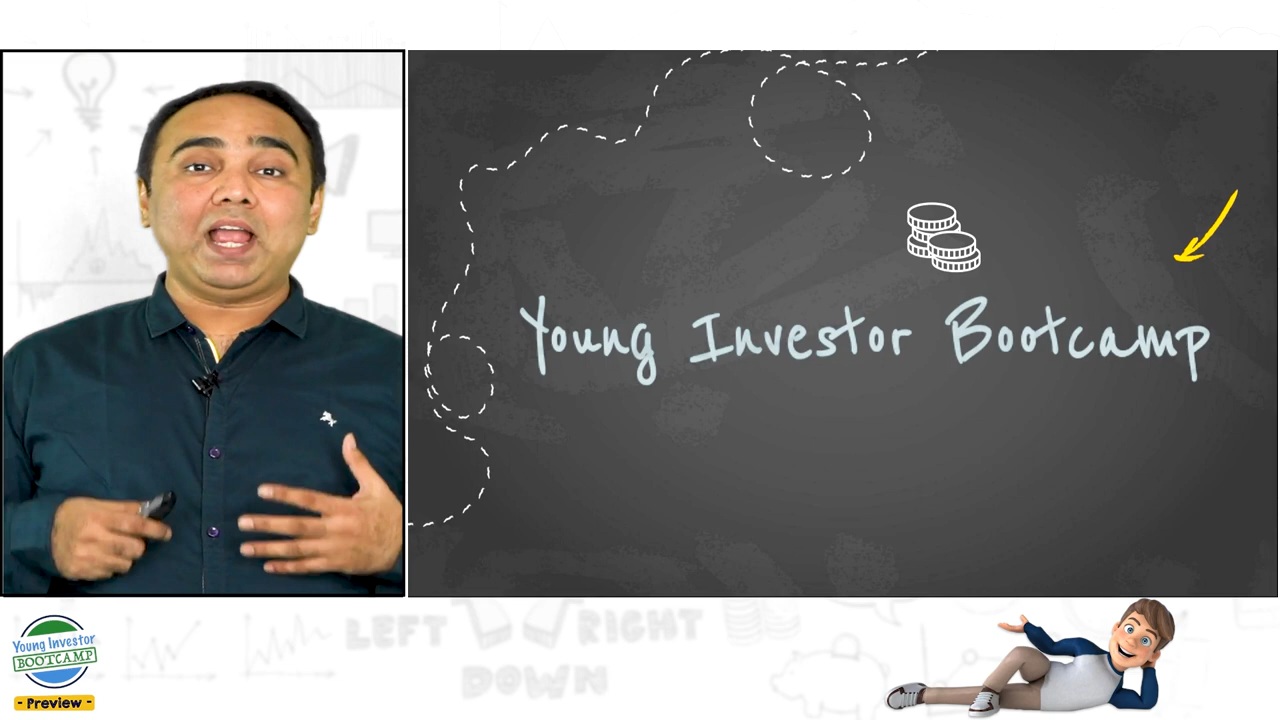 Young Investor Bootcamp
Young Investor
BOOTCAMP
- Preview -
LEFT
RIGHT
DOWN